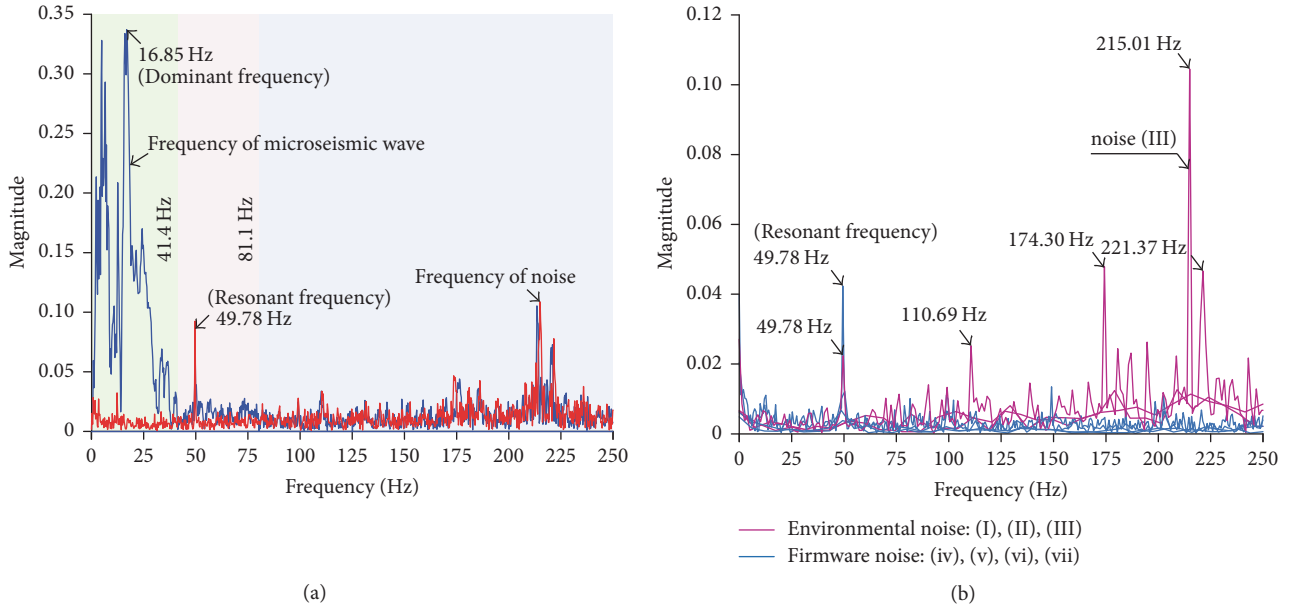 0.35
0.30
0.25
0.20
0.15
0.10
0.05
0
Magnitude
16.85 Hz
(Dominant frequency)
Frequency of microseismic wave
41.4 Hz
81.1 Hz
(Resonant frequency)
49.78 Hz
Frequency of noise
0 25 50 75 100 125 150 175 200 225 250
Frequency (Hz)
(a)
0.12
0.10
0.08
0.06
0.04
0.02
0
Magnitude
215.01 Hz
noise (III)
(Resonant frequency)
49.78 Hz
174.30 Hz
221.37 Hz
49.78 Hz
110.69 Hz
0 25 50 75 100 125 150 175 200 225 250
Frequency (Hz)
Environmental noise: (I), (II), (III)
Firmware noise: (iv), (v), (vi), (vii)
(b)